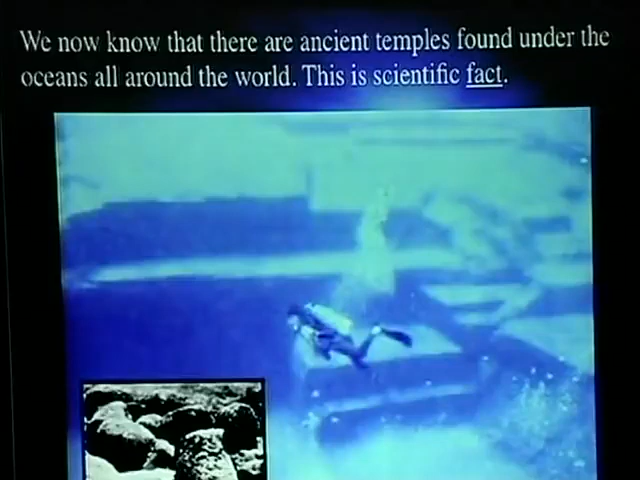 We now know that there are ancient temples found under the
oceans all around the world. This is scientific fact.